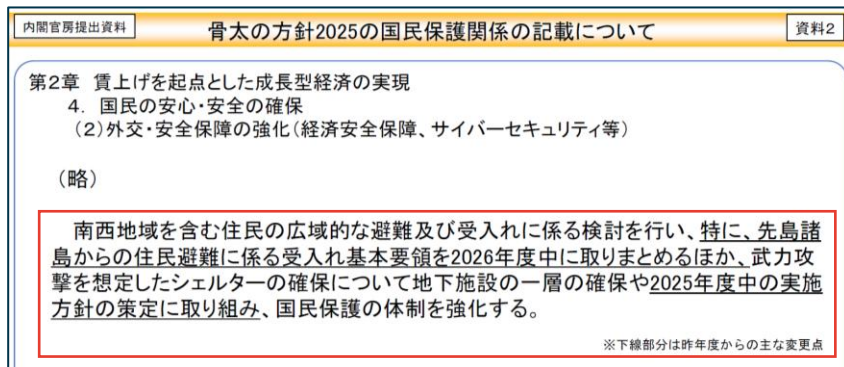 内閣官房提出資料
骨太の方針2025の国民保護関係の記載について
資料2
第2章 賃上げを起点とした成長型経済の実現
4. 国民の安心・安全の確保
(2)外交・安全保障の強化(経済安全保障、サイバーセキュリティ等)
(略)
南西地域を含む住民の広域的な避難及び受入れに係る検討を行い、特に、先島諸
島からの住民避難に係る受入れ基本要領を2026年度中に取りまとめるほか、武力攻
撃を想定したシェルターの確保について地下施設の一層の確保や2025年度中の実施
方針の策定に取り組み、国民保護の体制を強化する。
※下線部分は昨年度からの主な変更点